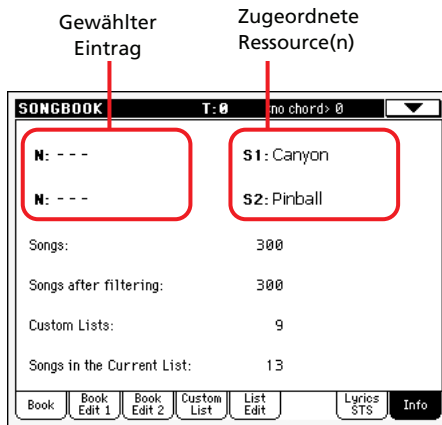 Gewählter
Eintrag
Zugeordnete
Ressource(n)
SONGBOOK T:0 <no chord> 0
N: --- S1: Canyon
N: --- S2: Pinball
Songs: 300
Songs after filtering: 300
Custom Lists: 9
Songs in the Current List: 13
Book Book Edit 1 Book Edit 2 Custom List List Edit Lyrics STS Info